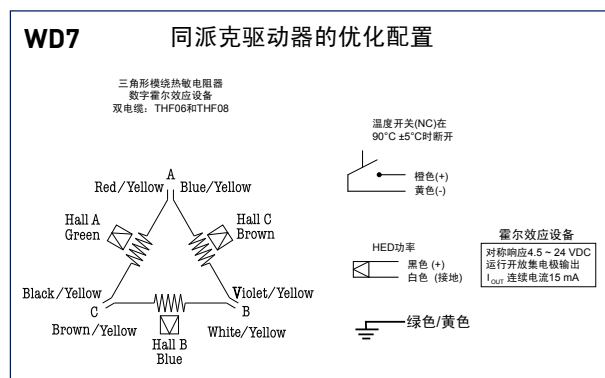 WD7
同派克驱动器的优化配置
三角形模绕热敏电阻器
数字霍尔效应设备
双电缆：THF06和THF08
A
Red/Yellow
Blue/Yellow
Hall A
Green
Hall C
Brown
Black/Yellow
C
Violet/Yellow
B
Brown/Yellow
White/Yellow
Hall B
Blue
温度开关(NC)在
90°C ±5°C时断开
橙色(+)
黄色(-)
HED功率
黑色 (+)
白色 (接地)
霍尔效应设备
对称响应4.5 ~ 24 VDC
运行开放集电极输出
I OUT 连续电流15 mA
绿色/黄色